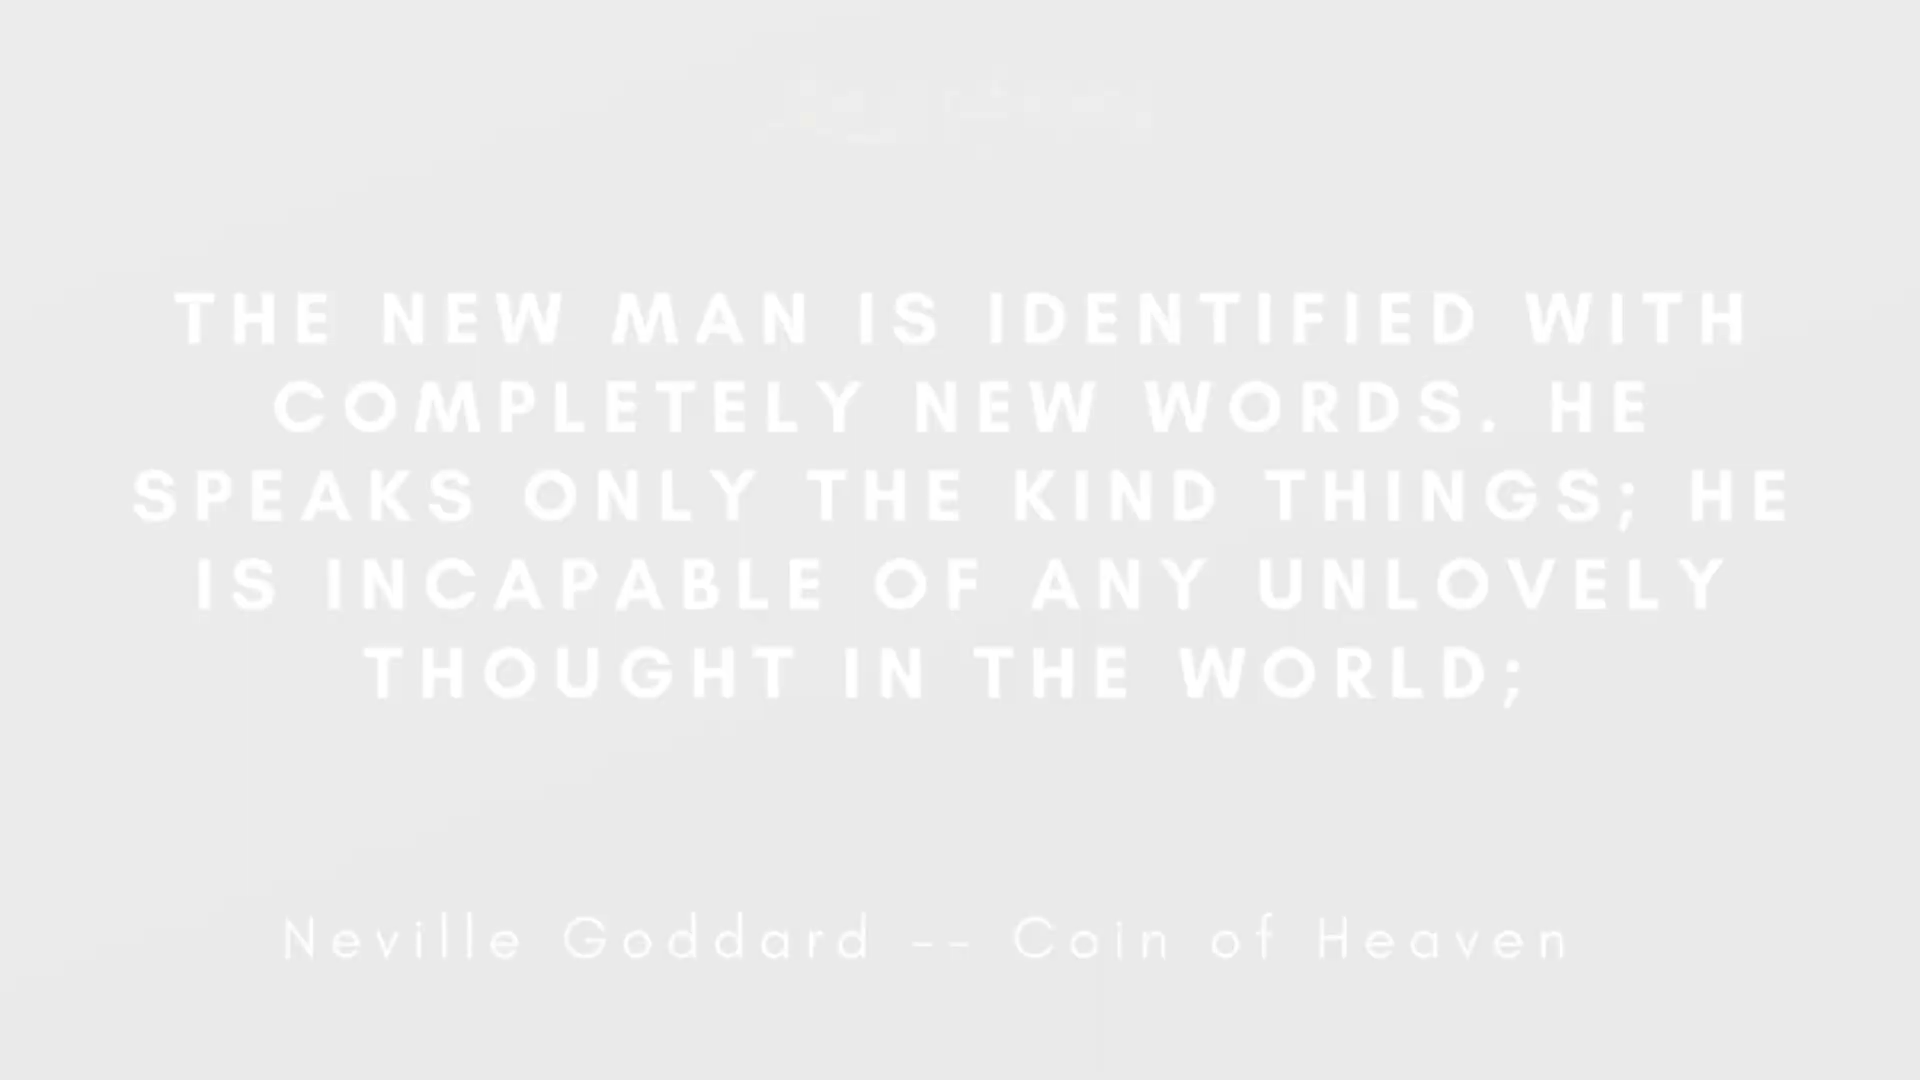 THE NEW MAN IS IDENTIFIED WITH
COMPLETELY NEW WORDS. HE
SPEAKS ONLY THE KIND THINGS; HE
IS INCAPABLE OF ANY UNLOVELY
THOUGHT IN THE WORLD;
Neville Goddard -- Coin of Heaven